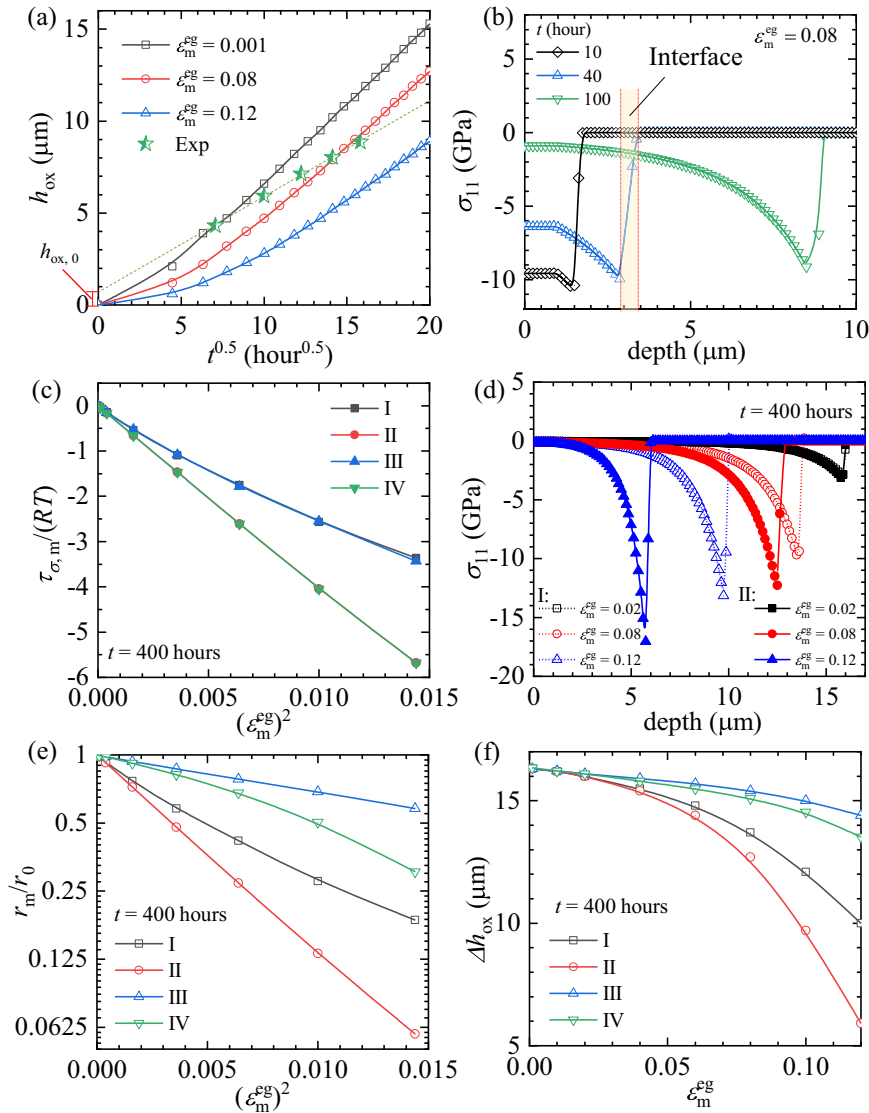 (a)
ε_m^eg = 0.001
ε_m^eg = 0.08
ε_m^eg = 0.12
Exp
h_ox (μm)
15
10
5
0
h_ox, 0
0 5 10 15 20
t^0.5 (hour^0.5)
(b)
t (hour)
10
40
100
ε_m^eg = 0.08
Interface
σ_11 (GPa)
5
0
-5
-10
0 5 10
depth (μm)
(c)
I
II
III
IV
τ_σ, m/(RT)
0
-1
-2
-3
-4
-5
-6
t = 400 hours
0.000 0.005 0.010 0.015
(ε_m^eg)^2
(d)
t = 400 hours
σ_11 (GPa)
5
0
-5
-10
-15
-20
I:
ε_m^eg = 0.02
ε_m^eg = 0.08
ε_m^eg = 0.12
II:
ε_m^eg = 0.02
ε_m^eg = 0.08
ε_m^eg = 0.12
0 5 10 15
depth (μm)
(e)
r_m/r_0
1
0.5
0.25
0.125
0.0625
t = 400 hours
I
II
III
IV
0.000 0.005 0.010 0.015
(ε_m^eg)^2
(f)
Δh_ox (μm)
15
10
5
t = 400 hours
I
II
III
IV
0.00 0.05 0.10
ε_m^eg